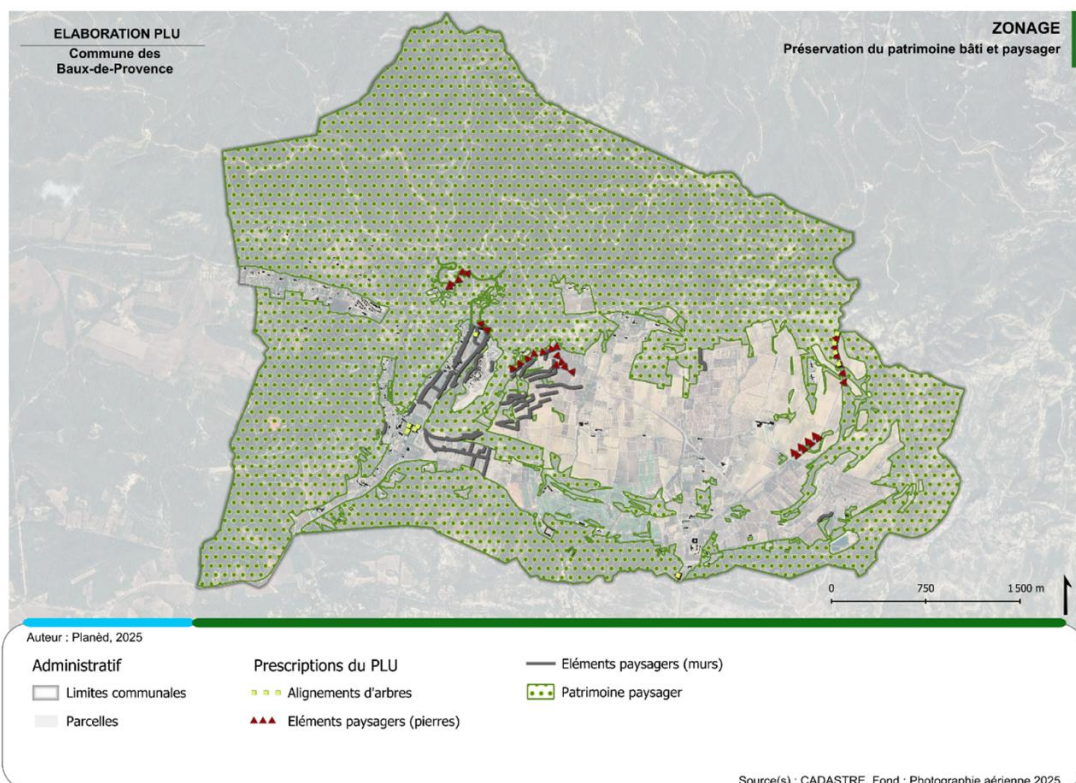 ELABORATION PLU
Commune des
Baux-de-Provence
ZONAGE
Préservation du patrimoine bâti et paysager
0 750 1 500 m
Auteur : Planèd, 2025
Administratif
Limites communales
Parcelles
Prescriptions du PLU
Alignements d'arbres
Eléments paysagers (pierres)
Eléments paysagers (murs)
Patrimoine paysager
Source(s) : CADASTRE, Fond : Photographie aérienne 2025